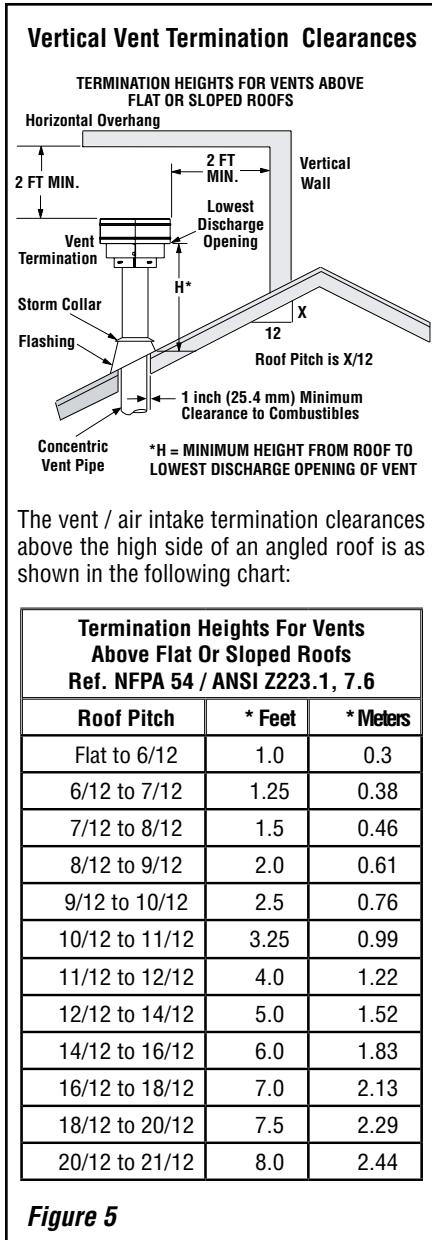 Vertical Vent Termination Clearances
TERMINATION HEIGHTS FOR VENTS ABOVE
FLAT OR SLOPED ROOFS
Horizontal Overhang
2 FT MIN.
2 FT
MIN.
Vertical
Wall
Lowest
Discharge
Opening
Vent
Termination
H*
Storm Collar
Flashing
X
12
Roof Pitch is X/12
1 inch (25.4 mm) Minimum
Clearance to Combustibles
Concentric
Vent Pipe
*H = MINIMUM HEIGHT FROM ROOF TO
LOWEST DISCHARGE OPENING OF VENT
The vent / air intake termination clearances
above the high side of an angled roof is as
shown in the following chart:
Termination Heights For Vents
Above Flat Or Sloped Roofs
Ref. NFPA 54 / ANSI Z223.1, 7.6
Roof Pitch * Feet * Meters
Flat to 6/12 1.0 0.3
6/12 to 7/12 1.25 0.38
7/12 to 8/12 1.5 0.46
8/12 to 9/12 2.0 0.61
9/12 to 10/12 2.5 0.76
10/12 to 11/12 3.25 0.99
11/12 to 12/12 4.0 1.22
12/12 to 14/12 5.0 1.52
14/12 to 16/12 6.0 1.83
16/12 to 18/12 7.0 2.13
18/12 to 20/12 7.5 2.29
20/12 to 21/12 8.0 2.44
Figure 5